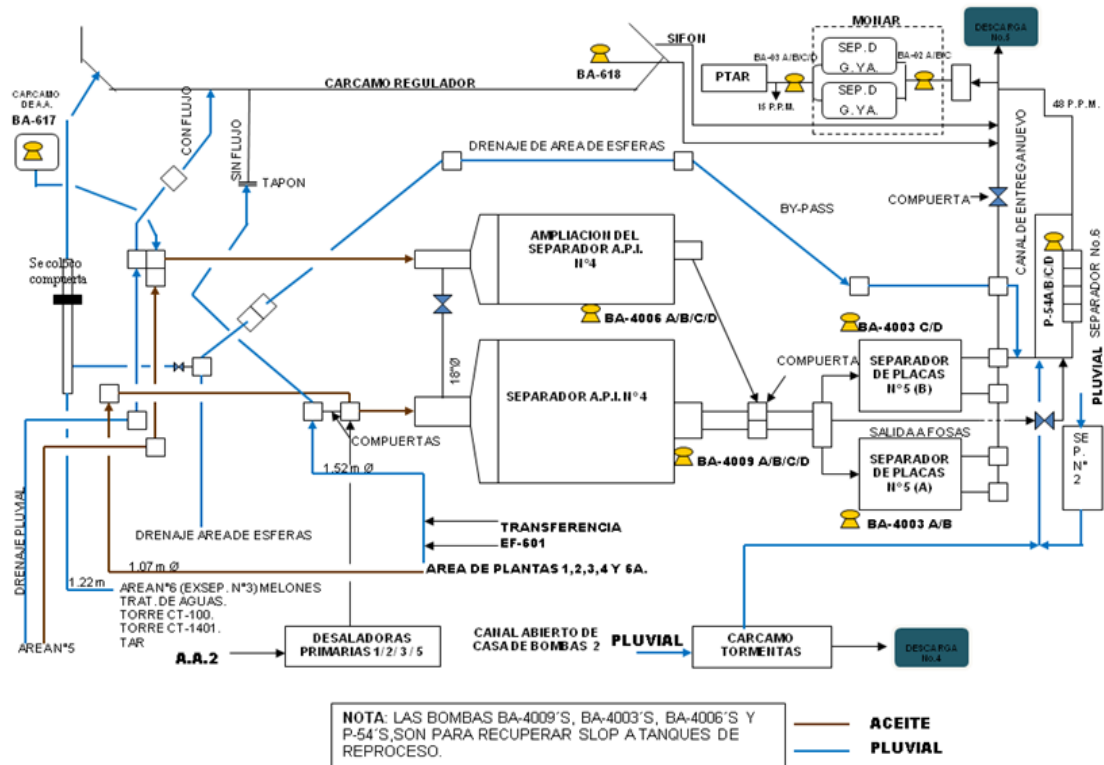 MONAR
DESCARGA
No.5
SIFON
BA-03 A/B/C/D
SEP. D
G. Y A.
BA-02 A/B/C
BA-618
PTAR
SEP. D
G. Y A.
15 P.P.M.
48 P.P.M.
CARCAMO REGULADOR
CARCAMO
DE A.A.
BA-617
CON FLUJO
SIN FLUJO
TAPON
DRENAJE DE AREA DE ESFERAS
COMPUERTA
BY-PASS
CANAL DE ENTREGA NUEVO
Se coloco
compuerta
AMPLIACION DEL
SEPARADOR A.P.I.
N°4
P-54A/B/C/D
SEPARADOR No.6
BA-4006 A/B/C/D
BA-4003 C/D
18"Ø
COMPUERTA
SEPARADOR
DE PLACAS
N°5 (B)
PLUVIAL
SEPARADOR A.P.I. N°4
COMPUERTAS
SALIDA A FOSAS
BA-4009 A/B/C/D
SEPARADOR
DE PLACAS
N°5 (A)
SEP. N° 2
1.52 m Ø
DRENAJE PLUVIAL
BA-4003 A/B
TRANSFERENCIA
EF-601
DRENAJE AREA DE ESFERAS
1.07 m Ø
AREA DE PLANTAS 1,2,3,4 Y 6A.
1.22 m
AREA N°6 (EX SEP. N°3) MELONES
TRAT. DE AGUAS.
TORRE CT-100.
TORRE CT-1401.
TAR
AREA N°5
A.A.2
DESALADORAS
PRIMARIAS 1/ 2/ 3 / 5
CANAL ABIERTO DE
CASA DE BOMBAS 2
PLUVIAL
CARCAMO
TORMENTAS
DESCARGA
No.4
NOTA: LAS BOMBAS BA-4009´S, BA-4003´S, BA-4006´S Y
P-54´S,SON PARA RECUPERAR SLOP A TANQUES DE
REPROCESO.
ACEITE
PLUVIAL